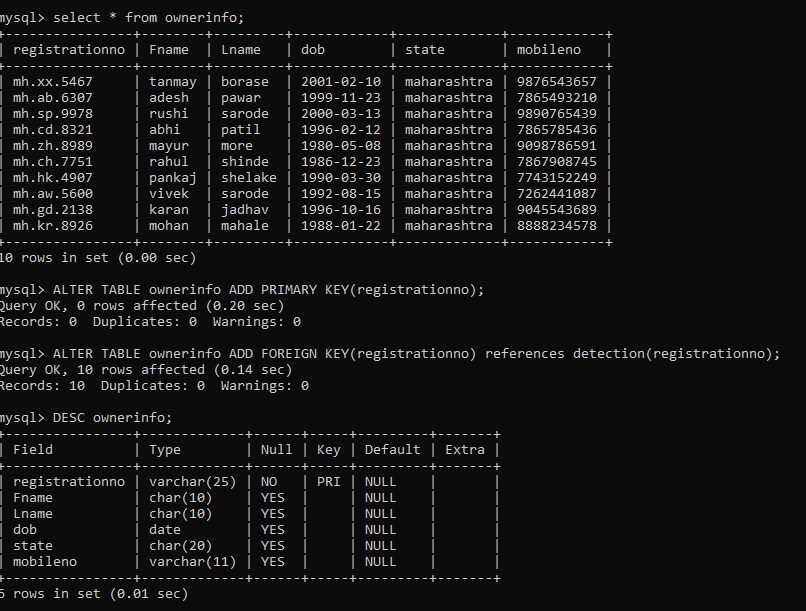 mysql> select * from ownerinfo;
+----------------+--------+---------+------------+-------------+------------+
| registrationno | Fname | Lname | dob | state | mobileno |
+----------------+--------+---------+------------+-------------+------------+
| mh.xx.5467 | tanmay | borase | 2001-02-10 | maharashtra | 9876543657 |
| mh.ab.6307 | adesh | pawar | 1999-11-23 | maharashtra | 7865493210 |
| mh.sp.9978 | rushi | sarode | 2000-03-13 | maharashtra | 9890765439 |
| mh.cd.8321 | abhi | patil | 1996-02-12 | maharashtra | 7865785436 |
| mh.zh.8989 | mayur | more | 1980-05-08 | maharashtra | 9098786591 |
| mh.ch.7751 | rahul | shinde | 1986-12-23 | maharashtra | 7867908745 |
| mh.hk.4907 | pankaj | shelake | 1990-03-30 | maharashtra | 7743152249 |
| mh.aw.5600 | vivek | sarode | 1992-08-15 | maharashtra | 7262441087 |
| mh.gd.2138 | karan | jadhav | 1996-10-16 | maharashtra | 9045543689 |
| mh.kr.8926 | mohan | mahale | 1988-01-22 | maharashtra | 8888234578 |
+----------------+--------+---------+------------+-------------+------------+
10 rows in set (0.00 sec)
mysql> ALTER TABLE ownerinfo ADD PRIMARY KEY(registrationno);
Query OK, 0 rows affected (0.20 sec)
Records: 0 Duplicates: 0 Warnings: 0
mysql> ALTER TABLE ownerinfo ADD FOREIGN KEY(registrationno) references detection(registrationno);
Query OK, 10 rows affected (0.14 sec)
Records: 10 Duplicates: 0 Warnings: 0
mysql> DESC ownerinfo;
+----------------+-------------+------+-----+---------+-------+
| Field | Type | Null | Key | Default | Extra |
+----------------+-------------+------+-----+---------+-------+
| registrationno | varchar(25) | NO | PRI | NULL | |
| Fname | char(10) | YES | | NULL | |
| Lname | char(10) | YES | | NULL | |
| dob | date | YES | | NULL | |
| state | char(20) | YES | | NULL | |
| mobileno | varchar(11) | YES | | NULL | |
+----------------+-------------+------+-----+---------+-------+
6 rows in set (0.01 sec)